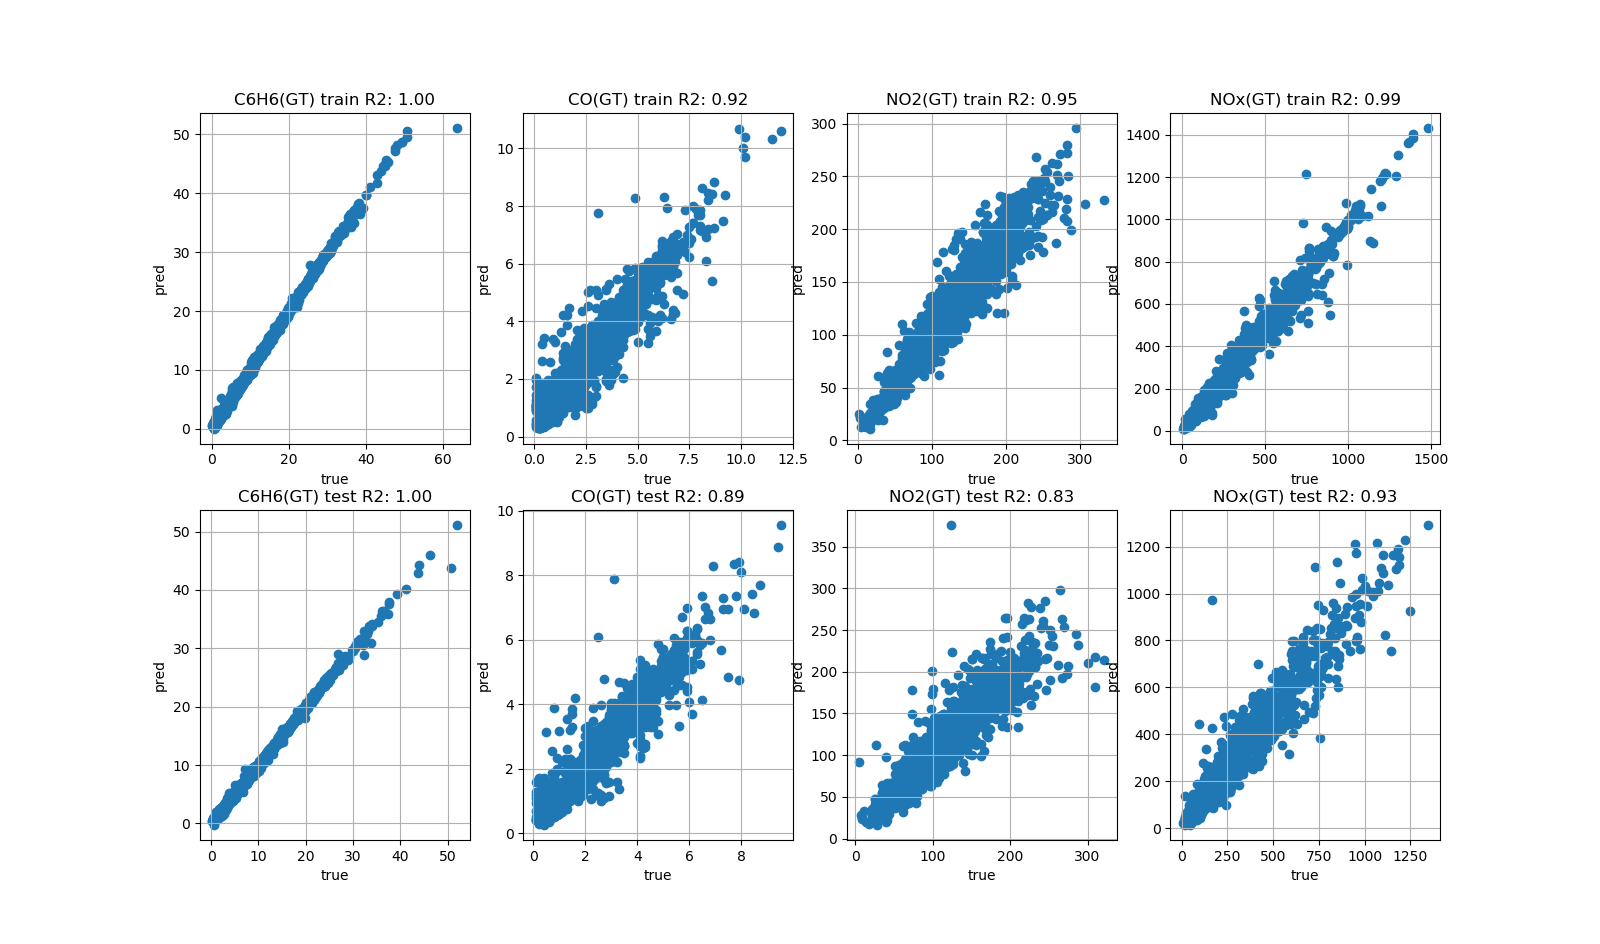 C6H6(GT) train R2: 1.00
50
40
30
20
10
0
pred
0 20 40 60
true
CO(GT) train R2: 0.92
10
8
6
4
2
0
pred
0.0 2.5 5.0 7.5 10.0 12.5
true
NO2(GT) train R2: 0.95
300
250
200
150
100
50
0
pred
0 100 200 300
true
NOx(GT) train R2: 0.99
1400
1200
1000
800
600
400
200
0
pred
0 500 1000 1500
true
C6H6(GT) test R2: 1.00
50
40
30
20
10
0
pred
0 10 20 30 40 50
true
CO(GT) test R2: 0.89
10
8
6
4
2
0
pred
0 2 4 6 8
true
NO2(GT) test R2: 0.83
350
300
250
200
150
100
50
0
pred
0 100 200 300
true
NOx(GT) test R2: 0.93
1200
1000
800
600
400
200
0
pred
0 250 500 750 1000 1250
true